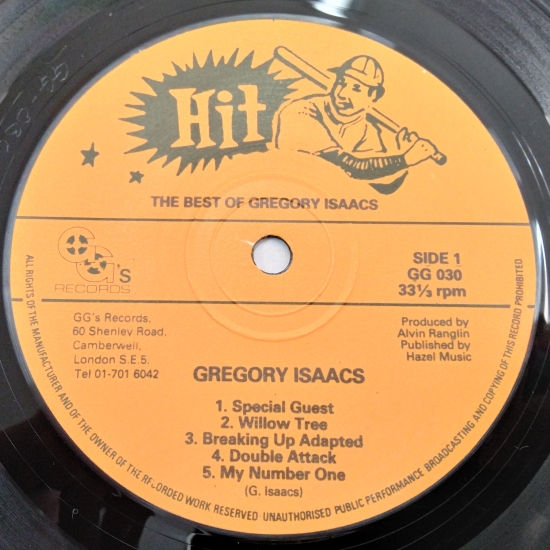 Hit
THE BEST OF GREGORY ISAACS
GG's
RECORDS
SIDE 1
GG 030
33⅓ rpm
GG's Records.
60 Shenley Road.
Camberwell,
London S.E.5.
Tel 01-701 6042
Produced by
Alvin Ranglin
Published by
Hazel Music
GREGORY ISAACS
1. Special Guest
2. Willow Tree
3. Breaking Up Adapted
4. Double Attack
5. My Number One
(G. Isaacs)
ALL RIGHTS OF THE MANUFACTURER AND OF THE OWNER OF THE RECORDED WORK RESERVED UNAUTHORISED PUBLIC PERFORMANCE BROADCASTING AND COPYING OF THIS RECORD PROHIBITED